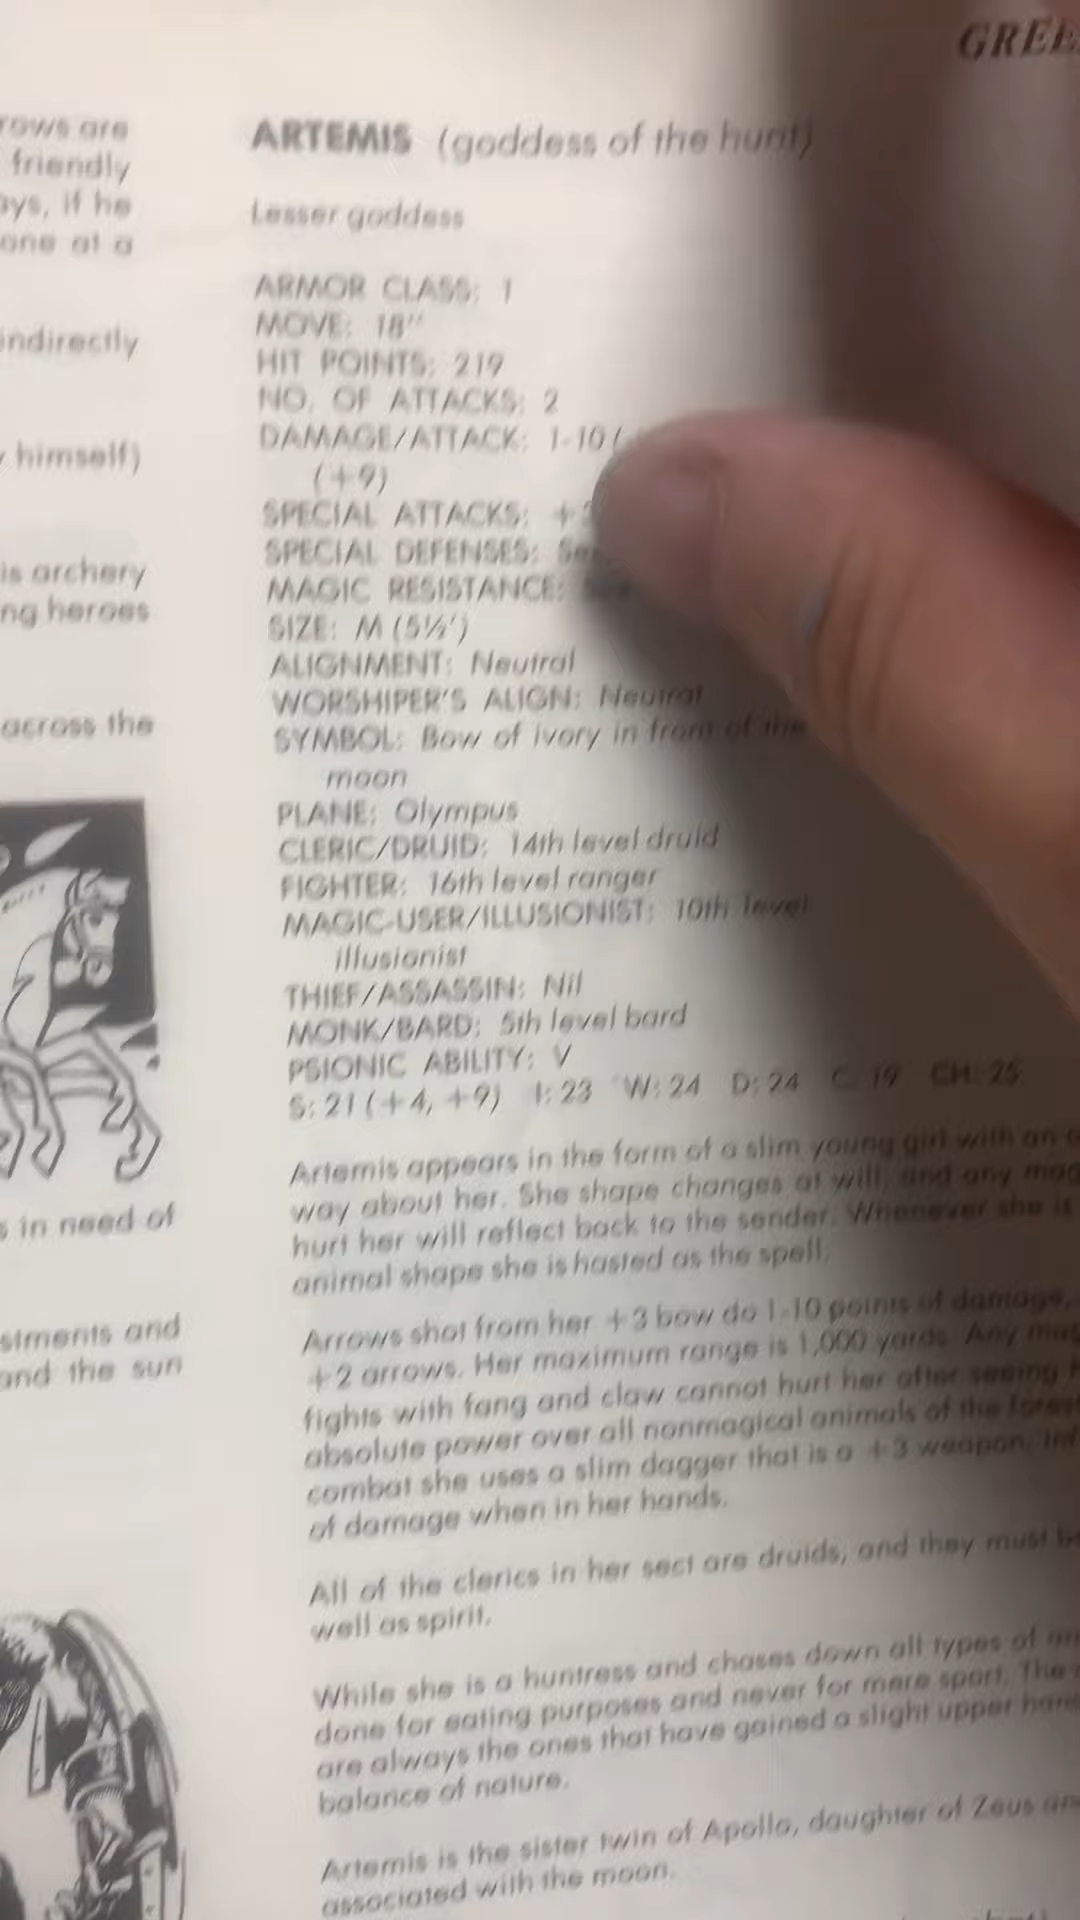 GREE
rows are
friendly
ays, if he
one at a
indirectly
himself)
is archery
ng heroes
across the
s in need of
stments and
and the sun
ARTEMIS (goddess of the hunt)
Lesser goddess
ARMOR CLASS: 1
MOVE: 18"
HIT POINTS: 219
NO. OF ATTACKS: 2
DAMAGE/ATTACK: 1-10 (
(+9)
SPECIAL ATTACKS: +
SPECIAL DEFENSES:
MAGIC RESISTANCE:
SIZE: M (5½')
ALIGNMENT: Neutral
WORSHIPER'S ALIGN: Neutral
SYMBOL: Bow of ivory in front of the
moon
PLANE: Olympus
CLERIC/DRUID: 14th level druid
FIGHTER: 16th level ranger
MAGIC-USER/ILLUSIONIST: 10th level
illusionist
THIEF/ASSASSIN: Nil
MONK/BARD: 5th level bard
PSIONIC ABILITY: V
S: 21 (+4, +9) I: 23 W: 24 D: 24 C: 19 CH: 25
Artemis appears in the form of a slim young girl with an
way about her. She shape changes at will, and any mag
hurt her will reflect back to the sender. Whenever she is
animal shape she is hasted as the spell.
Arrows shot from her +3 bow do 1-10 points of damage,
+2 arrows. Her maximum range is 1,000 yards. Any
fights with fang and claw cannot hurt her after seeing
absolute power over all nonmagical animals of the forest
combat she uses a slim dagger that is a +3 weapon,
of damage when in her hands.
All of the clerics in her sect are druids, and they must
well as spirit.
While she is a huntress and chases down all types of
done for eating purposes and never for mere sport. The
are always the ones that have gained a slight upper hand
balance of nature.
Artemis is the sister twin of Apollo, daughter of Zeus
associated with the moon.